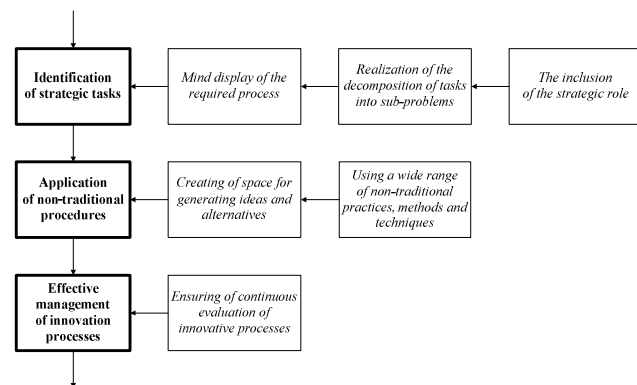 Identification
of strategic tasks
Mind display of the
required process
Realization of the
decomposition of tasks
into sub-problems
The inclusion
of the strategic role
Application
of non-traditional
procedures
Creating of space for
generating ideas and
alternatives
Using a wide range
of non-traditional
practices, methods and
techniques
Effective
management
of innovation
processes
Ensuring of continuous
evaluation of
innovative processes